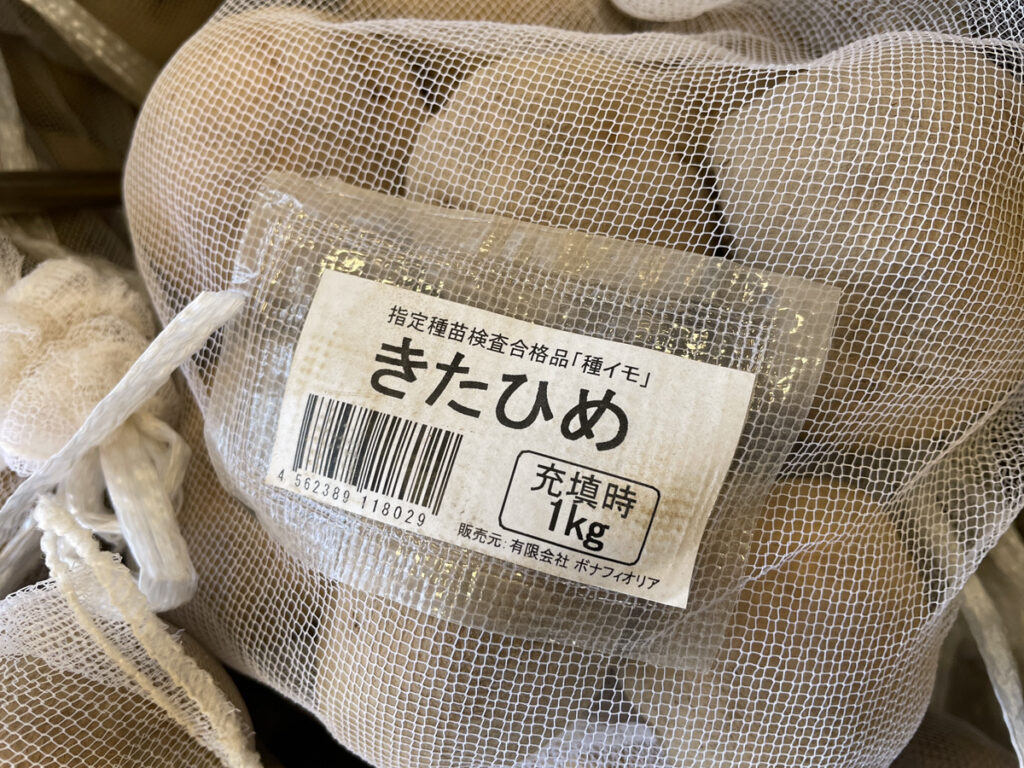 指定種苗検査合格品「種イモ」
きたひめ
充填時
1kg
4 562389 118029
販売元:有限会社 ボナフィオリア